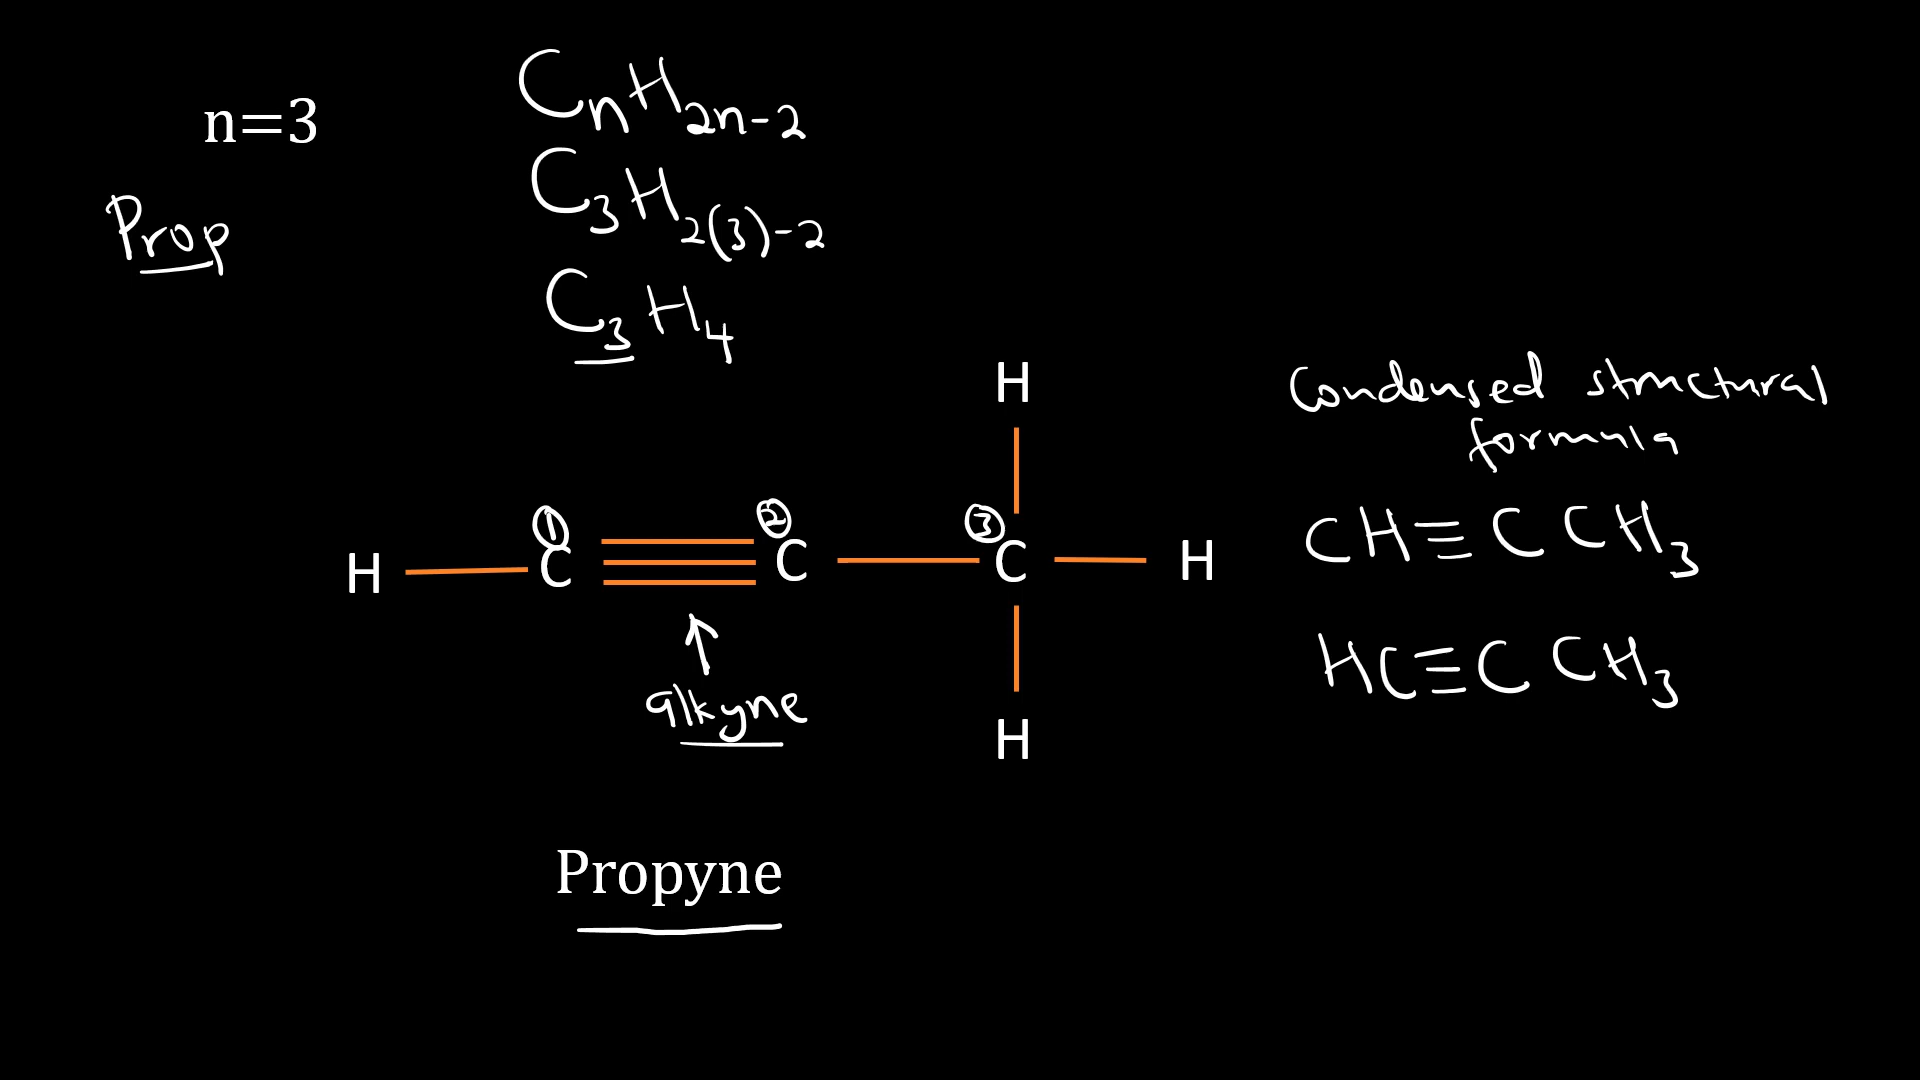 n=3
Prop
CₙH₂ₙ₋₂
C₃H₂₍₃₎₋₂
C₃H₄
Condensed structural
formula
H
① ② ③
H C≡C C H
H
CH≡CCH₃
HC≡CCH₃
alkyne
Propyne